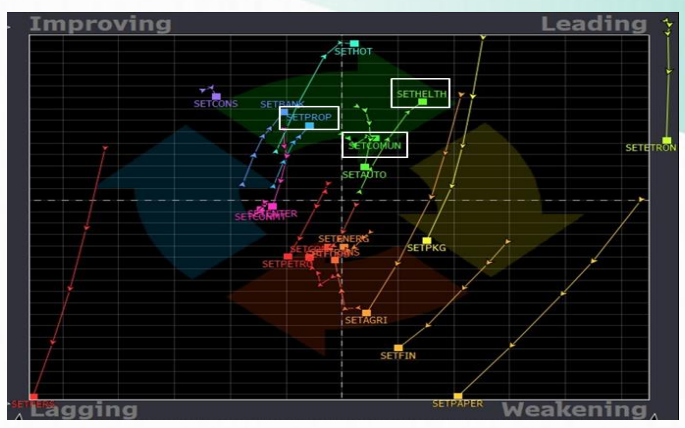 Improving
Leading
SETHOT
SETHELTH
SETCONS
SETBANK
SETPROP
SETETRON
SETCOMUN
SETAUTO
SETENERG
SETPKG
SETPETRO
SETAGRI
SETFIN
SETPAPER
Lagging
Weakening